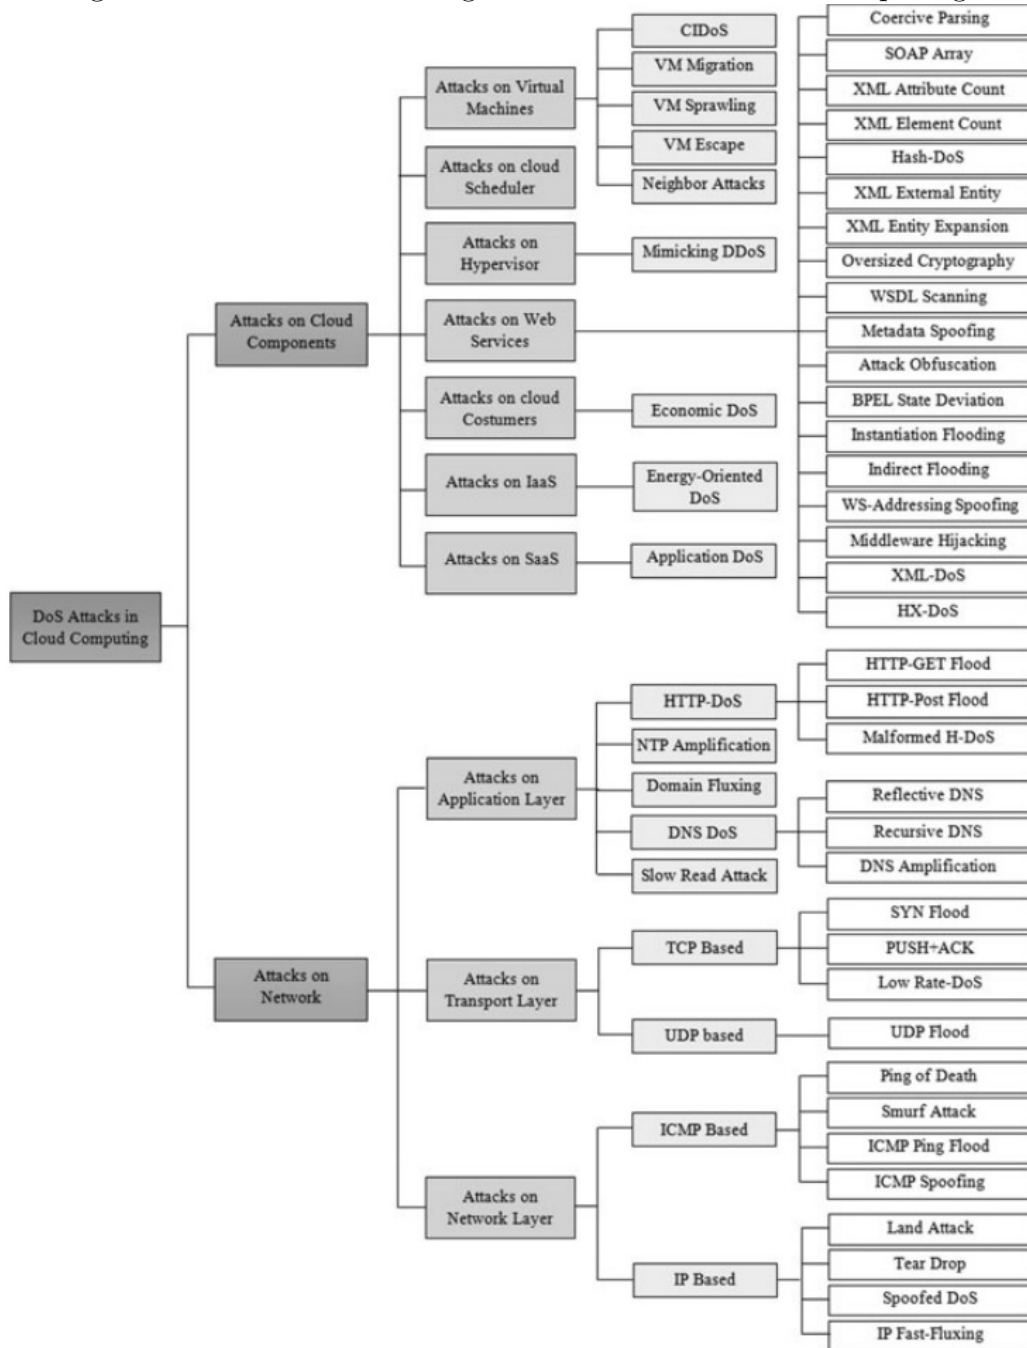 DoS Attacks in
Cloud Computing
Attacks on Cloud
Components
Attacks on Virtual
Machines
CIDoS
VM Migration
VM Sprawling
VM Escape
Neighbor Attacks
Attacks on cloud
Scheduler
Attacks on
Hypervisor
Mimicking DDoS
Attacks on Web
Services
Coercive Parsing
SOAP Array
XML Attribute Count
XML Element Count
Hash-DoS
XML External Entity
XML Entity Expansion
Oversized Cryptography
WSDL Scanning
Metadata Spoofing
Attack Obfuscation
BPEL State Deviation
Instantiation Flooding
Indirect Flooding
WS-Addressing Spoofing
Middleware Hijacking
XML-DoS
HX-DoS
Attacks on cloud
Costumers
Economic DoS
Attacks on IaaS
Energy-Oriented
DoS
Attacks on SaaS
Application DoS
Attacks on
Network
Attacks on
Application Layer
HTTP-DoS
HTTP-GET Flood
HTTP-Post Flood
Malformed H-DoS
NTP Amplification
Domain Fluxing
DNS DoS
Reflective DNS
Recursive DNS
DNS Amplification
Slow Read Attack
Attacks on
Transport Layer
TCP Based
SYN Flood
PUSH+ACK
Low Rate-DoS
UDP based
UDP Flood
Attacks on
Network Layer
ICMP Based
Ping of Death
Smurf Attack
ICMP Ping Flood
ICMP Spoofing
IP Based
Land Attack
Tear Drop
Spoofed DoS
IP Fast-Fluxing